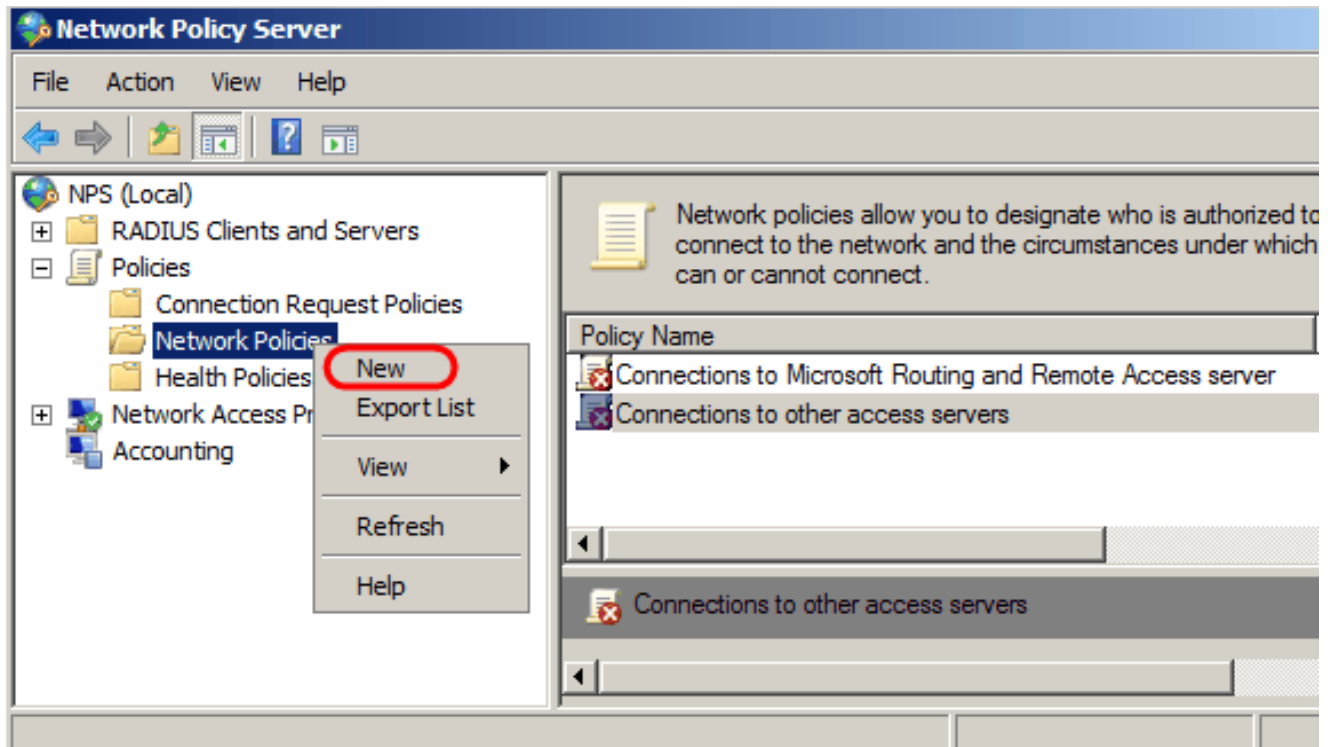 Network Policy Server
File Action View Help
NPS (Local)
RADIUS Clients and Servers
Policies
Connection Request Policies
Network Policies
Health Policies
Network Access Pr
Accounting
New
Export List
View
Refresh
Help
Network policies allow you to designate who is authorized to
connect to the network and the circumstances under which
can or cannot connect.
Policy Name
Connections to Microsoft Routing and Remote Access server
Connections to other access servers
Connections to other access servers